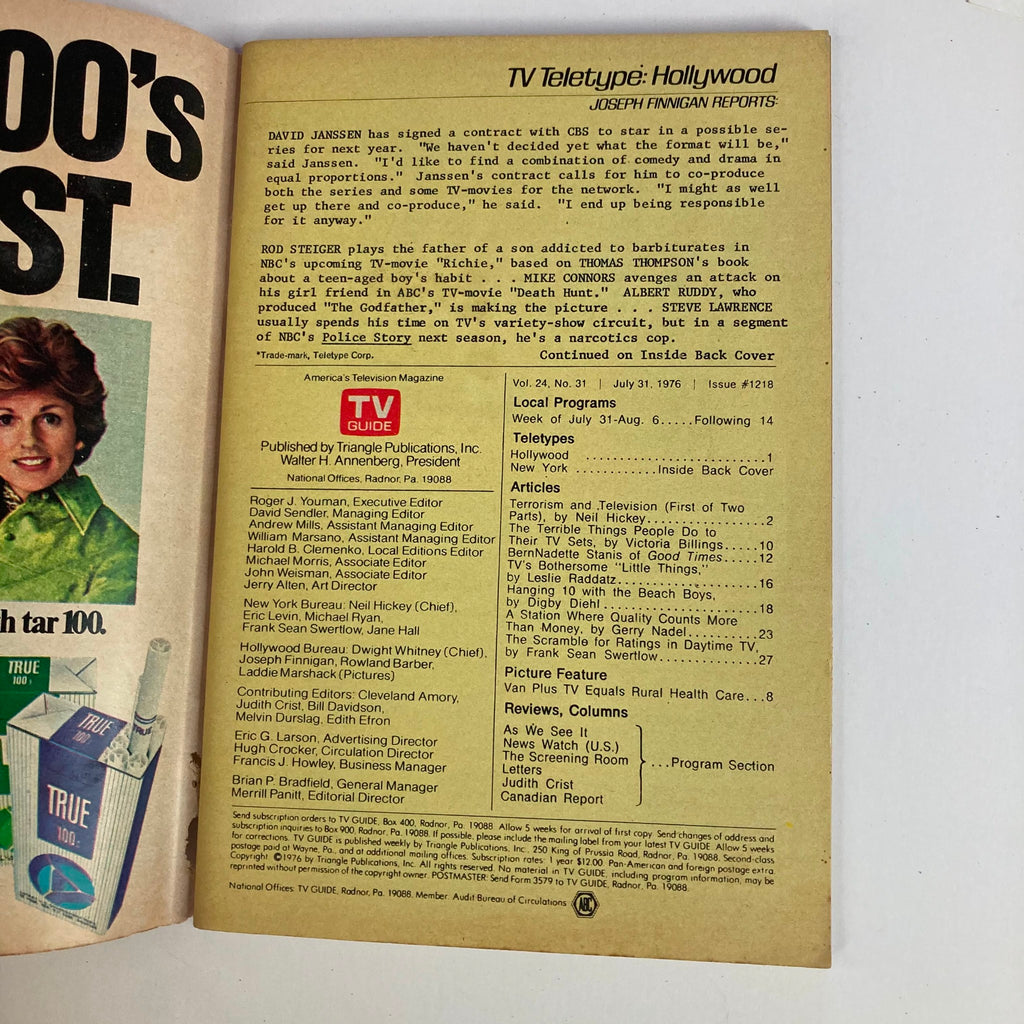 00's
ST.
h tar 100.
TRUE
100s
TRUE
100s
TRUE
100s
TV Teletype: Hollywood
JOSEPH FINNIGAN REPORTS:
DAVID JANSSEN has signed a contract with CBS to star in a possible se-
ries for next year. "We haven't decided yet what the format will be,"
said Janssen. "I'd like to find a combination of comedy and drama in
equal proportions." Janssen's contract calls for him to co-produce
both the series and some TV-movies for the network. "I might as well
get up there and co-produce," he said. "I end up being responsible
for it anyway."
ROD STEIGER plays the father of a son addicted to barbiturates in
NBC's upcoming TV-movie "Richie," based on THOMAS THOMPSON's book
about a teen-aged boy's habit . . . MIKE CONNORS avenges an attack on
his girl friend in ABC's TV-movie "Death Hunt." ALBERT RUDDY, who
produced "The Godfather," is making the picture . . . STEVE LAWRENCE
usually spends his time on TV's variety-show circuit, but in a segment
of NBC's Police Story next season, he's a narcotics cop.
*Trade-mark, Teletype Corp. Continued on Inside Back Cover
America's Television Magazine
TV
GUIDE
Published by Triangle Publications, Inc.
Walter H. Annenberg, President
National Offices, Radnor, Pa. 19088
Roger J. Youman, Executive Editor
David Sendler, Managing Editor
Andrew Mills, Assistant Managing Editor
William Marsano, Assistant Managing Editor
Harold B. Clemenko, Local Editions Editor
Michael Morris, Associate Editor
John Weisman, Associate Editor
Jerry Alten, Art Director
New York Bureau: Neil Hickey (Chief),
Eric Levin, Michael Ryan,
Frank Sean Swertlow, Jane Hall
Hollywood Bureau: Dwight Whitney (Chief),
Joseph Finnigan, Rowland Barber,
Laddie Marshack (Pictures)
Contributing Editors: Cleveland Amory,
Judith Crist, Bill Davidson,
Melvin Durslag, Edith Efron
Eric G. Larson, Advertising Director
Hugh Crocker, Circulation Director
Francis J. Howley, Business Manager
Brian P. Bradfield, General Manager
Merrill Panitt, Editorial Director
Vol. 24, No. 31 | July 31, 1976 | Issue #1218
Local Programs
Week of July 31-Aug. 6.....Following 14
Teletypes
Hollywood ..........................1
New York ............Inside Back Cover
Articles
Terrorism and Television (First of Two
Parts), by Neil Hickey.................2
The Terrible Things People Do to
Their TV Sets, by Victoria Billings.....10
BernNadette Stanis of Good Times.....12
TV's Bothersome "Little Things,"
by Leslie Raddatz....................16
Hanging 10 with the Beach Boys,
by Digby Diehl.......................18
A Station Where Quality Counts More
Than Money, by Gerry Nadel..........23
The Scramble for Ratings in Daytime TV,
by Frank Sean Swertlow...............27
Picture Feature
Van Plus TV Equals Rural Health Care...8
Reviews, Columns
As We See It
News Watch (U.S.)
The Screening Room
Letters
Judith Crist
Canadian Report
...Program Section
Send subscription orders to TV GUIDE, Box 400, Radnor, Pa. 19088. Allow 5 weeks for arrival of first copy. Send changes of address and
subscription inquiries to Box 900, Radnor, Pa. 19088. If possible, please include the mailing label from your latest TV GUIDE. Allow 5 weeks
for corrections. TV GUIDE is published weekly by Triangle Publications, Inc., 250 King of Prussia Road, Radnor, Pa. 19088. Second-class
postage paid at Wayne, Pa., and at additional mailing offices. Subscription rates: 1 year $12.00. Pan-American and foreign postage extra.
Copyright ©1976 by Triangle Publications, Inc. All rights reserved. No material in TV GUIDE, including program information, may be
reprinted without permission of the copyright owner. POSTMASTER: Send Form 3579 to TV GUIDE, Radnor, Pa. 19088.
National Offices: TV GUIDE, Radnor, Pa. 19088. Member, Audit Bureau of Circulations ABC